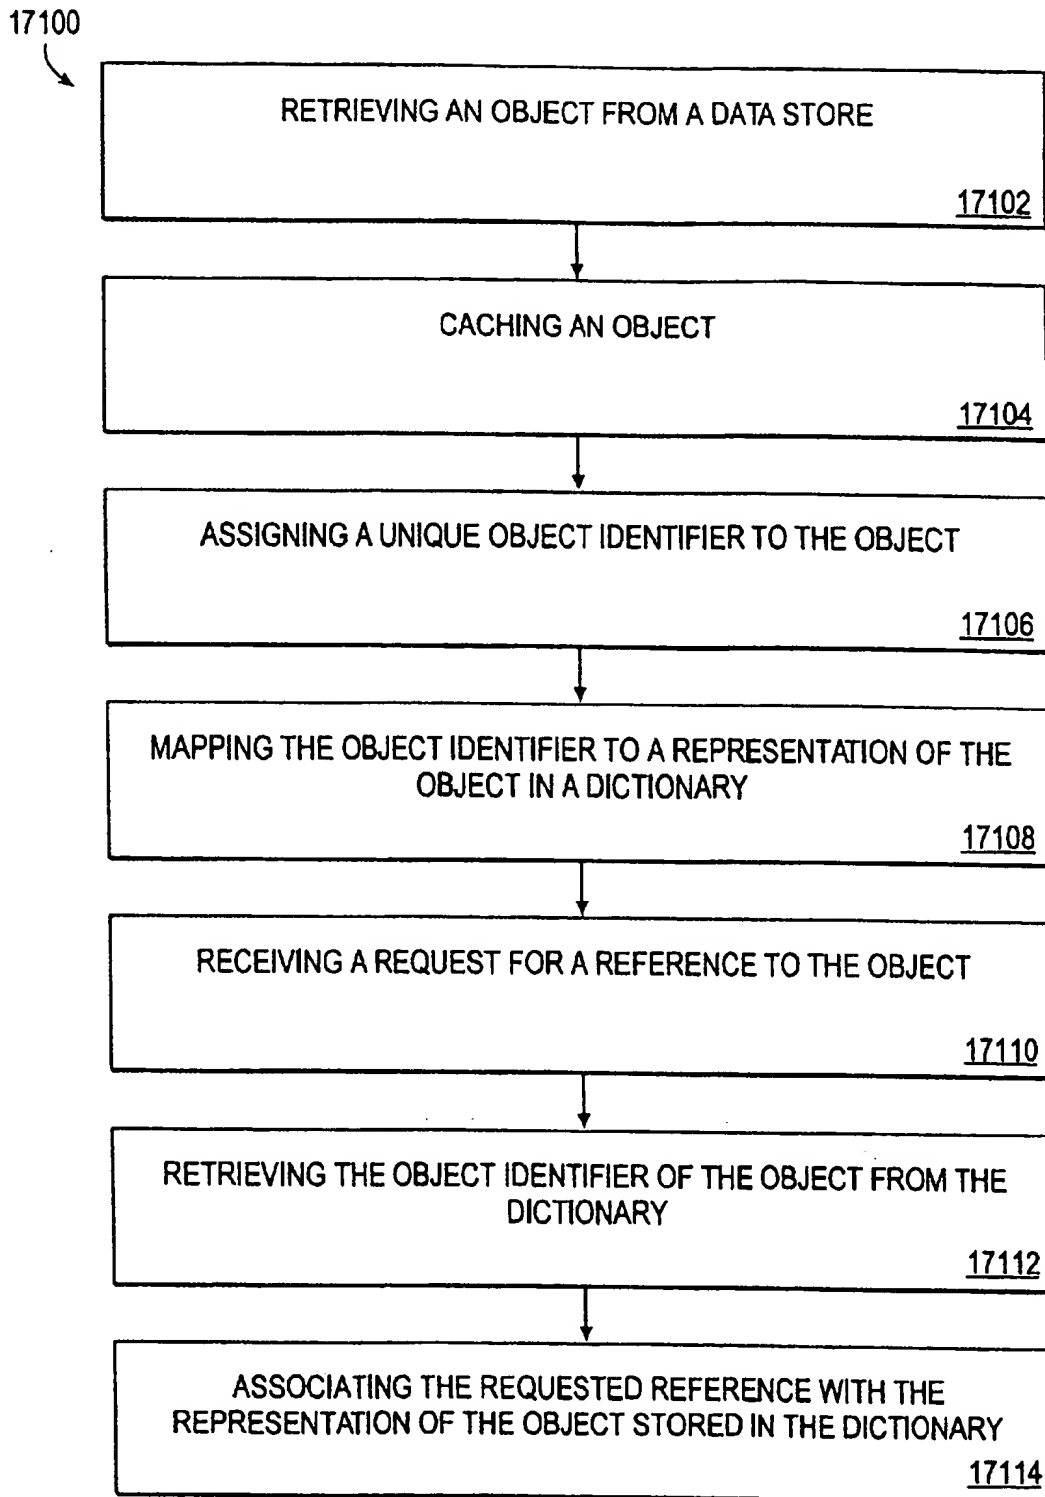 17100
RETRIEVING AN OBJECT FROM A DATA STORE
17102
CACHING AN OBJECT
17104
ASSIGNING A UNIQUE OBJECT IDENTIFIER TO THE OBJECT
17106
MAPPING THE OBJECT IDENTIFIER TO A REPRESENTATION OF THE
OBJECT IN A DICTIONARY
17108
RECEIVING A REQUEST FOR A REFERENCE TO THE OBJECT
17110
RETRIEVING THE OBJECT IDENTIFIER OF THE OBJECT FROM THE
DICTIONARY
17112
ASSOCIATING THE REQUESTED REFERENCE WITH THE
REPRESENTATION OF THE OBJECT STORED IN THE DICTIONARY
17114